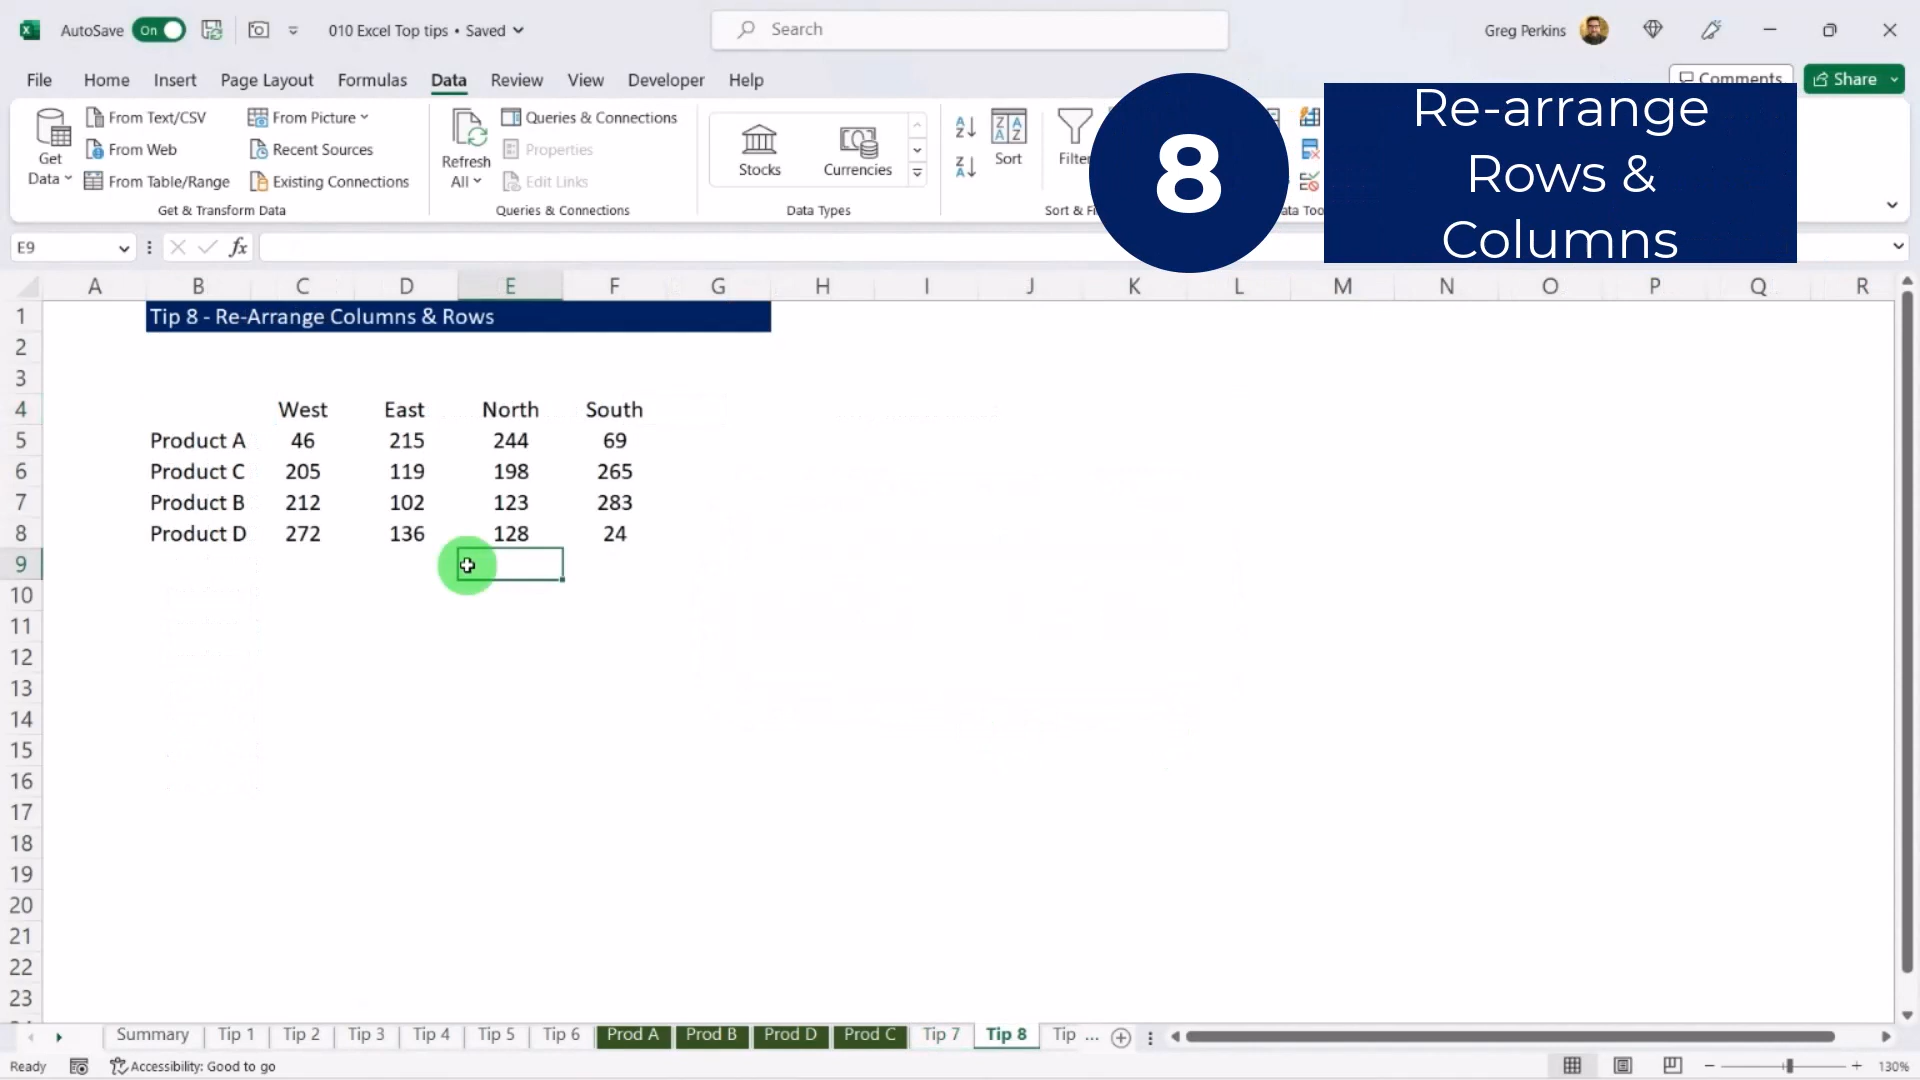 AutoSave On 010 Excel Top tips • Saved Search Greg Perkins
File Home Insert Page Layout Formulas Data Review View Developer Help Comments Share
Get Data From Text/CSV From Picture
From Web Recent Sources
From Table/Range Existing Connections
Get & Transform Data
Refresh All Queries & Connections
Properties
Edit Links
Queries & Connections
Stocks Currencies
Data Types
Sort Filter
8
Re-arrange
Rows &
Columns
E9 fx
A B C D E F G H I J K L M N O P Q R
1 Tip 8 - Re-Arrange Columns & Rows
2
3
4 West East North South
5 Product A 46 215 244 69
6 Product C 205 119 198 265
7 Product B 212 102 123 283
8 Product D 272 136 128 24
9
10
11
12
13
14
15
16
17
18
19
20
21
22
23
Summary Tip 1 Tip 2 Tip 3 Tip 4 Tip 5 Tip 6 Prod A Prod B Prod D Prod C Tip 7 Tip 8 Tip ...
Ready Accessibility: Good to go 130%